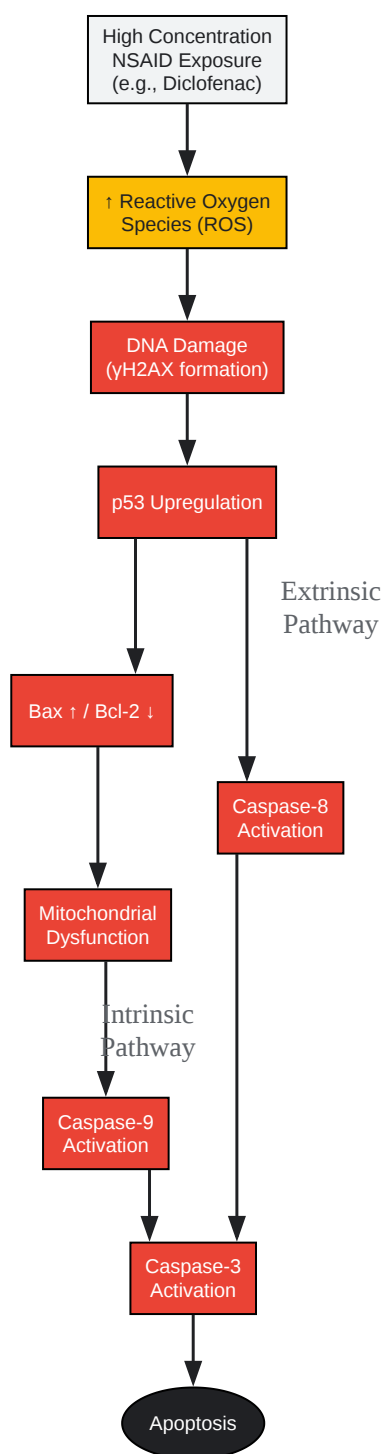 High Concentration
NSAID Exposure
(e.g., Diclofenac)
↑ Reactive Oxygen
Species (ROS)
DNA Damage
(γH2AX formation)
p53 Upregulation
Extrinsic
Pathway
Bax ↑ / Bcl-2 ↓
Caspase-8
Activation
Mitochondrial
Dysfunction
Intrinsic
Pathway
Caspase-9
Activation
Caspase-3
Activation
Apoptosis